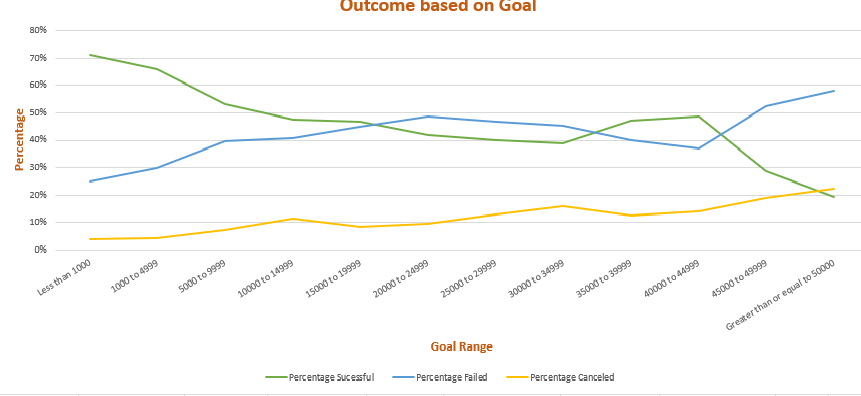 Outcome based on Goal
80%
70%
60%
50%
40%
30%
20%
10%
0%
Percentage
Less than 1000
1000 to 4999
5000 to 9999
10000 to 14999
15000 to 19999
20000 to 24999
25000 to 29999
30000 to 34999
35000 to 39999
40000 to 44999
45000 to 49999
Greater than or equal to 50000
Goal Range
Percentage Sucessful
Percentage Failed
Percentage Canceled